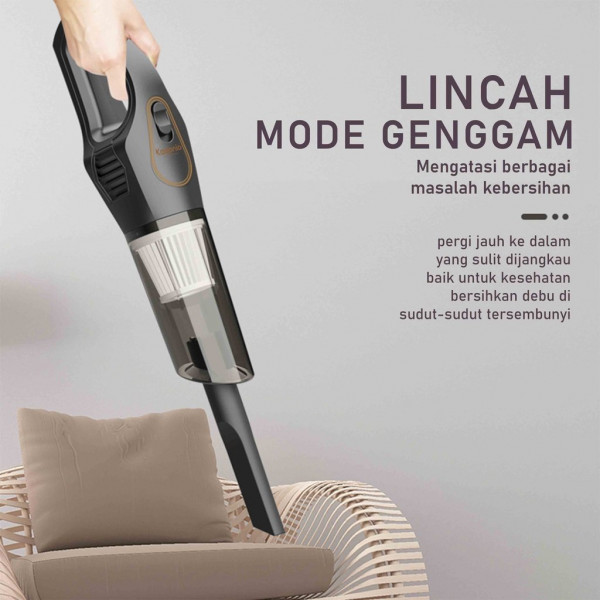 LINCAH
MODE GENGGAM
Mengatasi berbagai
masalah kebersihan
pergi jauh ke dalam
yang sulit dijangkau
baik untuk kesehatan
bersihkan debu di
sudut-sudut tersembunyi